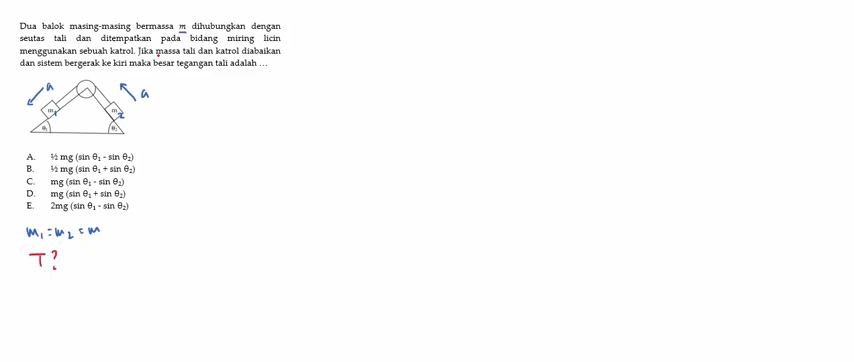 Dua balok masing-masing bermassa m dihubungkan dengan
seutas tali dan ditempatkan pada bidang miring licin
menggunakan sebuah katrol. Jika massa tali dan katrol diabaikan
dan sistem bergerak ke kiri maka besar tegangan tali adalah ...
a
a
m1
m2
θ1
θ2
A. ½ mg (sin θ1 - sin θ2)
B. ½ mg (sin θ1 + sin θ2)
C. mg (sin θ1 - sin θ2)
D. mg (sin θ1 + sin θ2)
E. 2mg (sin θ1 - sin θ2)
m1 = m2 = m
T?